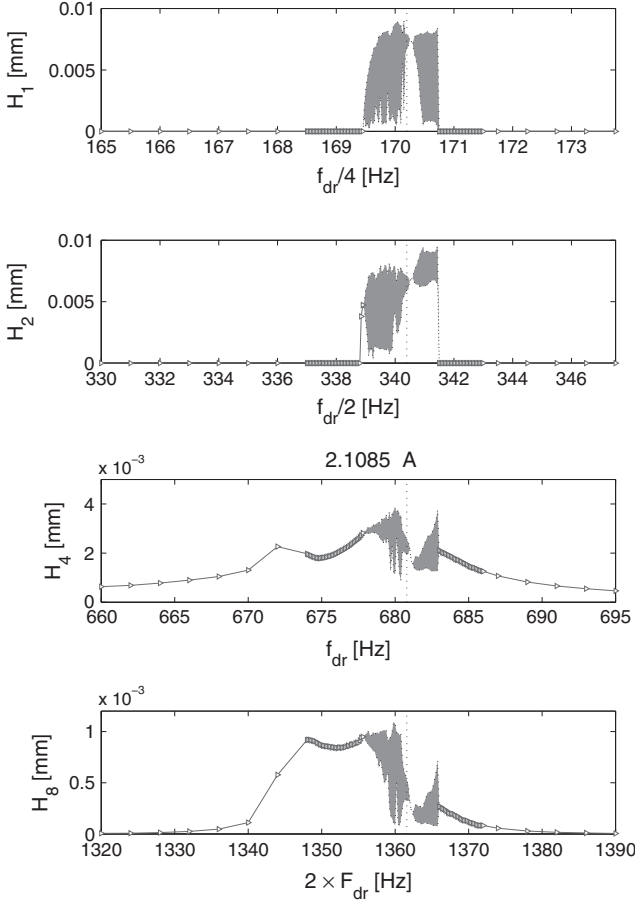 0.01
0.005
0
H1 [mm]
165 166 167 168 169 170 171 172 173
fdr/4 [Hz]
0.01
0.005
0
H2 [mm]
330 332 334 336 338 340 342 344 346
fdr/2 [Hz]
x 10−3
2.1085 A
4
2
0
H4 [mm]
660 665 670 675 680 685 690 695
fdr [Hz]
x 10−3
1
0.5
0
H8 [mm]
1320 1330 1340 1350 1360 1370 1380 1390
2 × Fdr [Hz]